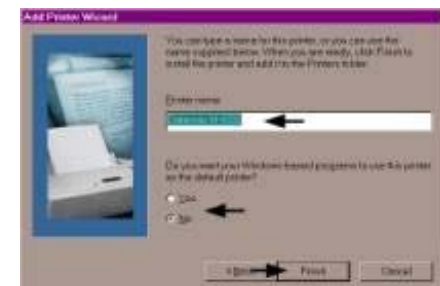 Add Printer Wizard
You can type a name for this printer, or you can use the
name supplied below. When you are ready, click Finish to
install the printer and add it to the Printers folder.
Printer name:
Do you want your Windows-based programs to use this printer
as the default printer?
Yes
No
Finish
Cancel